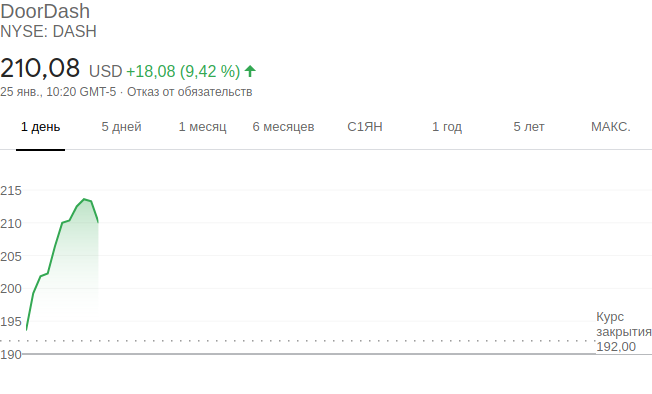 DoorDash
NYSE: DASH
210,08 USD +18,08 (9,42 %)
25 янв., 10:20 GMT-5 · Отказ от обязательств
1 день 5 дней 1 месяц 6 месяцев С1ЯН 1 год 5 лет МАКС.
215
210
205
200
195
190
Курс
закрытия
192,00